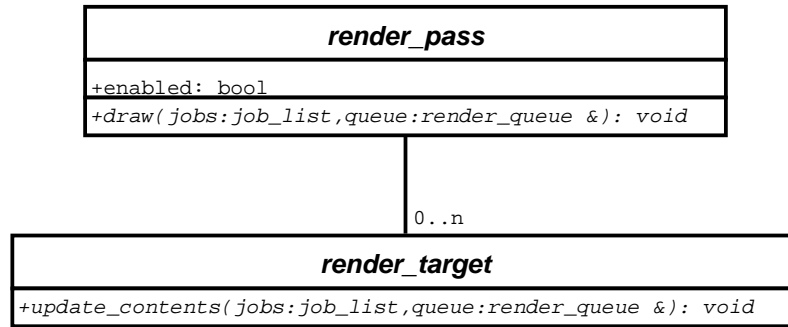 render_pass
+enabled: bool
+draw(jobs:job_list,queue:render_queue &): void
0..n
render_target
+update_contents(jobs:job_list,queue:render_queue &): void